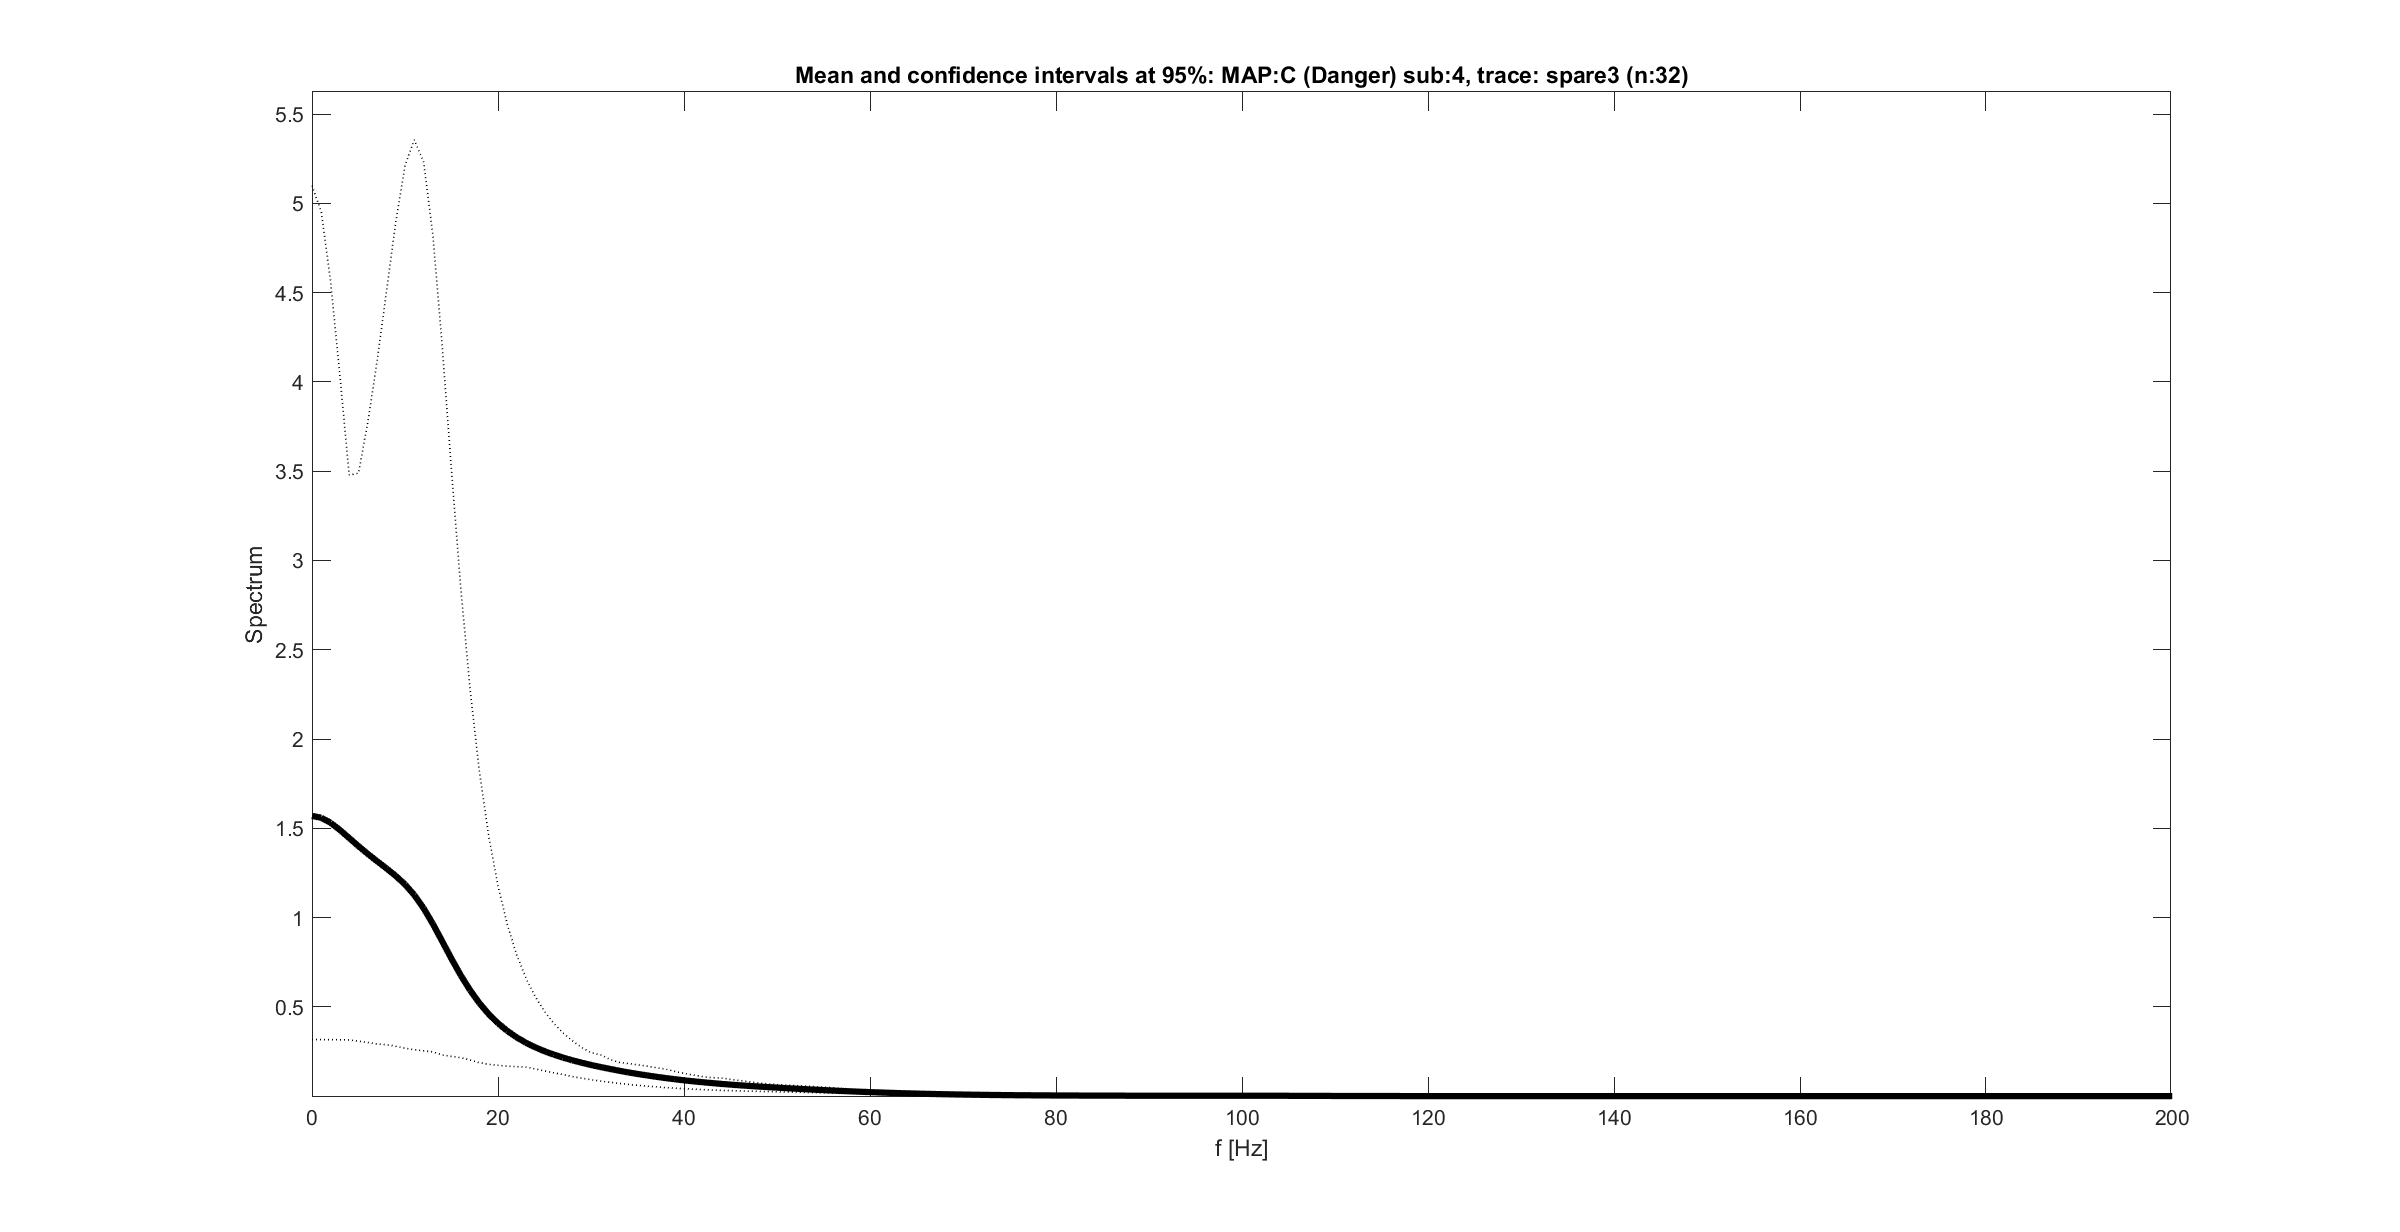 Mean and confidence intervals at 95%: MAP:C (Danger) sub:4, trace: spare3 (n:32)
5.5
5
4.5
4
3.5
3
2.5
2
1.5
1
0.5
Spectrum
0 20 40 60 80 100 120 140 160 180 200
f [Hz]